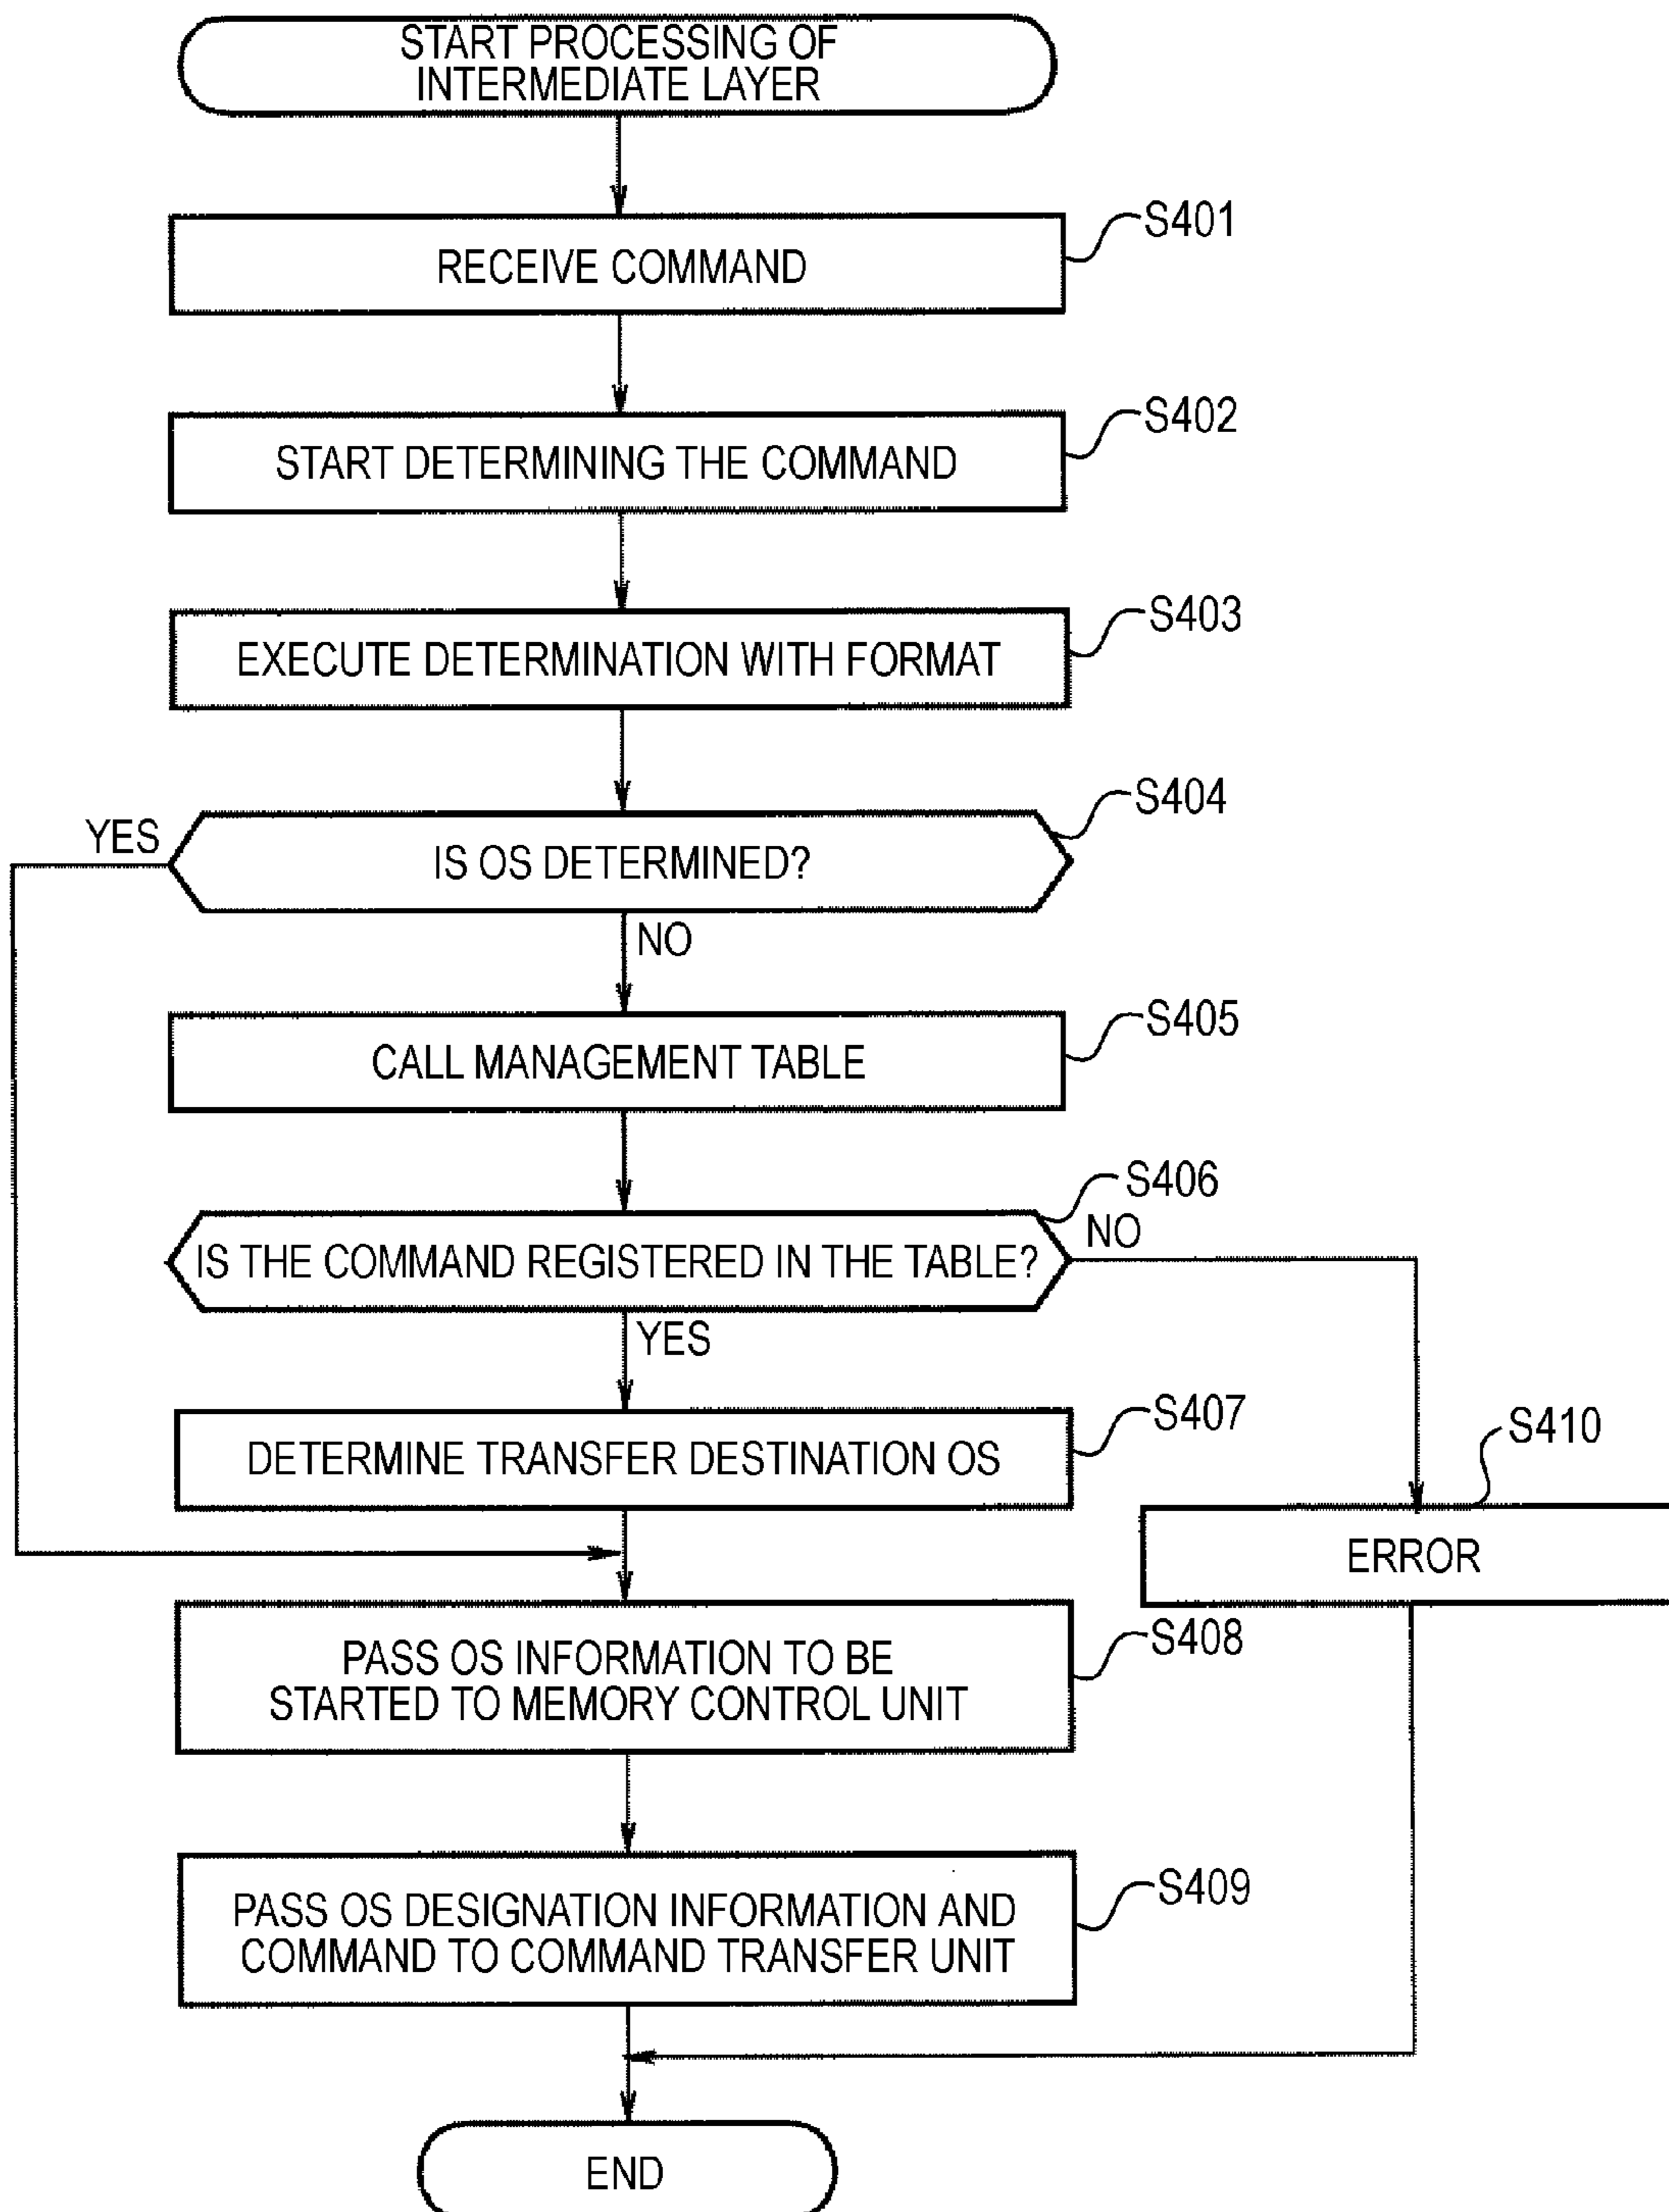 START PROCESSING OF
INTERMEDIATE LAYER
S401
RECEIVE COMMAND
S402
START DETERMINING THE COMMAND
S403
EXECUTE DETERMINATION WITH FORMAT
S404
YES
IS OS DETERMINED?
NO
S405
CALL MANAGEMENT TABLE
S406
NO
IS THE COMMAND REGISTERED IN THE TABLE?
YES
S407
DETERMINE TRANSFER DESTINATION OS
S410
ERROR
S408
PASS OS INFORMATION TO BE
STARTED TO MEMORY CONTROL UNIT
S409
PASS OS DESIGNATION INFORMATION AND
COMMAND TO COMMAND TRANSFER UNIT
END